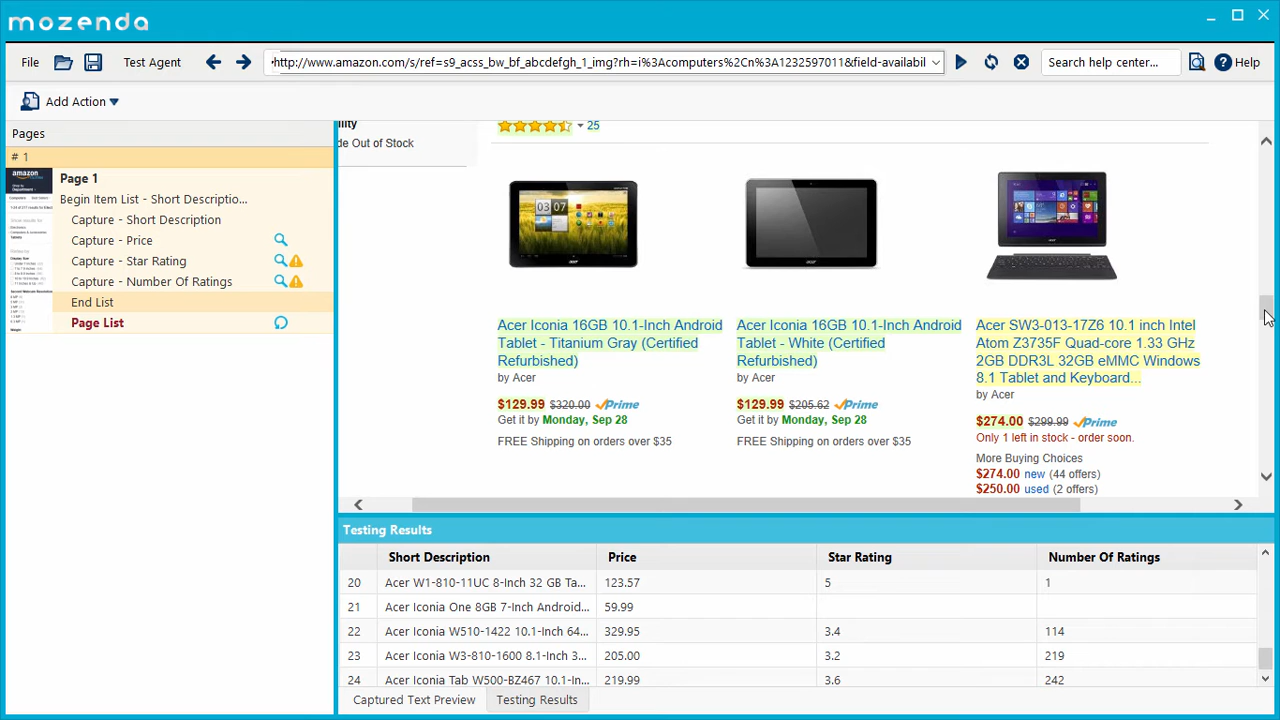 mozenda
File
Test Agent
http://www.amazon.com/s/ref=s9_acss_bw_bf_abcdefgh_1_img?rh=i%3Acomputers%2Cn%3A1232597011&field-availabil
Search help center...
Help
Add Action
Pages
# 1
Page 1
Begin Item List - Short Descriptio...
Capture - Short Description
Capture - Price
Capture - Star Rating
Capture - Number Of Ratings
End List
Page List
ility
de Out of Stock
25
Acer Iconia 16GB 10.1-Inch Android
Tablet - Titanium Gray (Certified
Refurbished)
by Acer
$129.99 $320.00 Prime
Get it by Monday, Sep 28
FREE Shipping on orders over $35
Acer Iconia 16GB 10.1-Inch Android
Tablet - White (Certified
Refurbished)
by Acer
$129.99 $205.62 Prime
Get it by Monday, Sep 28
FREE Shipping on orders over $35
Acer SW3-013-17Z6 10.1 inch Intel
Atom Z3735F Quad-core 1.33 GHz
2GB DDR3L 32GB eMMC Windows
8.1 Tablet and Keyboard...
by Acer
$274.00 $299.99 Prime
Only 1 left in stock - order soon.
More Buying Choices
$274.00 new (44 offers)
$250.00 used (2 offers)
Testing Results
Short Description Price Star Rating Number Of Ratings
20 Acer W1-810-11UC 8-Inch 32 GB Ta... 123.57 5 1
21 Acer Iconia One 8GB 7-Inch Android... 59.99
22 Acer Iconia W510-1422 10.1-Inch 64... 329.95 3.4 114
23 Acer Iconia W3-810-1600 8.1-Inch 3... 205.00 3.2 219
24 Acer Iconia Tab W500-BZ467 10.1-In... 219.99 3.6 242
Captured Text Preview Testing Results